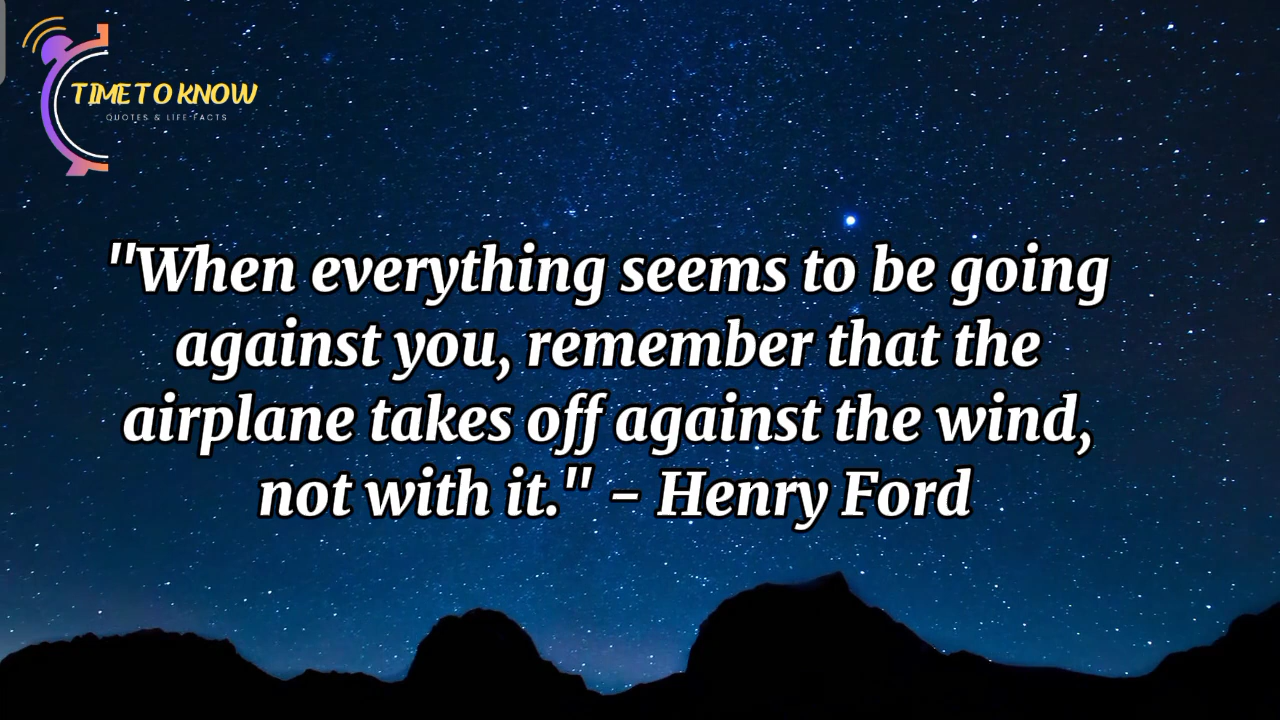 TIME TO KNOW
QUOTES & LIFE FACTS
"When everything seems to be going
against you, remember that the
airplane takes off against the wind,
not with it." - Henry Ford